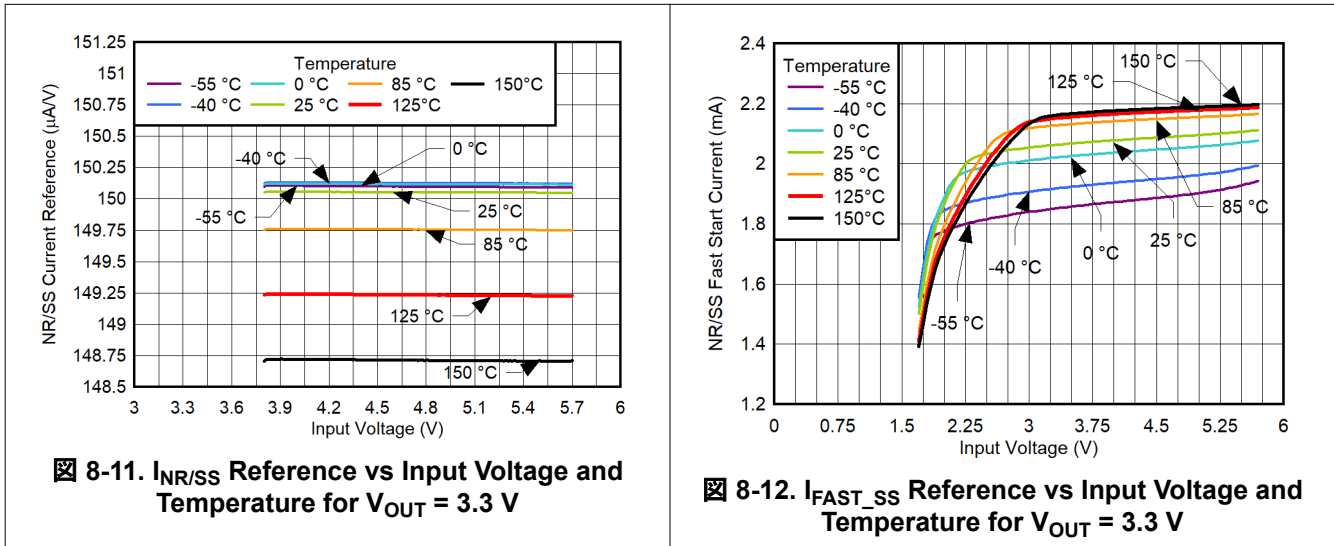 151.25
151
150.75
150.5
150.25
150
149.75
149.5
149.25
149
148.75
148.5
NR/SS Current Reference (µA/V)
Temperature
-55 °C 0 °C 85 °C 150°C
-40 °C 25 °C 125°C
-40 °C
0 °C
-55 °C
25 °C
85 °C
125 °C
150 °C
3 3.3 3.6 3.9 4.2 4.5 4.8 5.1 5.4 5.7 6
Input Voltage (V)
図 8-11. INR/SS Reference vs Input Voltage and
Temperature for VOUT = 3.3 V
2.4
2.2
2
1.8
1.6
1.4
1.2
NR/SS Fast Start Current (mA)
Temperature
-55 °C
-40 °C
0 °C
25 °C
85 °C
125°C
150°C
150 °C
125 °C
85 °C
25 °C
0 °C
-40 °C
-55 °C
0 0.75 1.5 2.25 3 3.75 4.5 5.25 6
Input Voltage (V)
図 8-12. IFAST_SS Reference vs Input Voltage and
Temperature for VOUT = 3.3 V